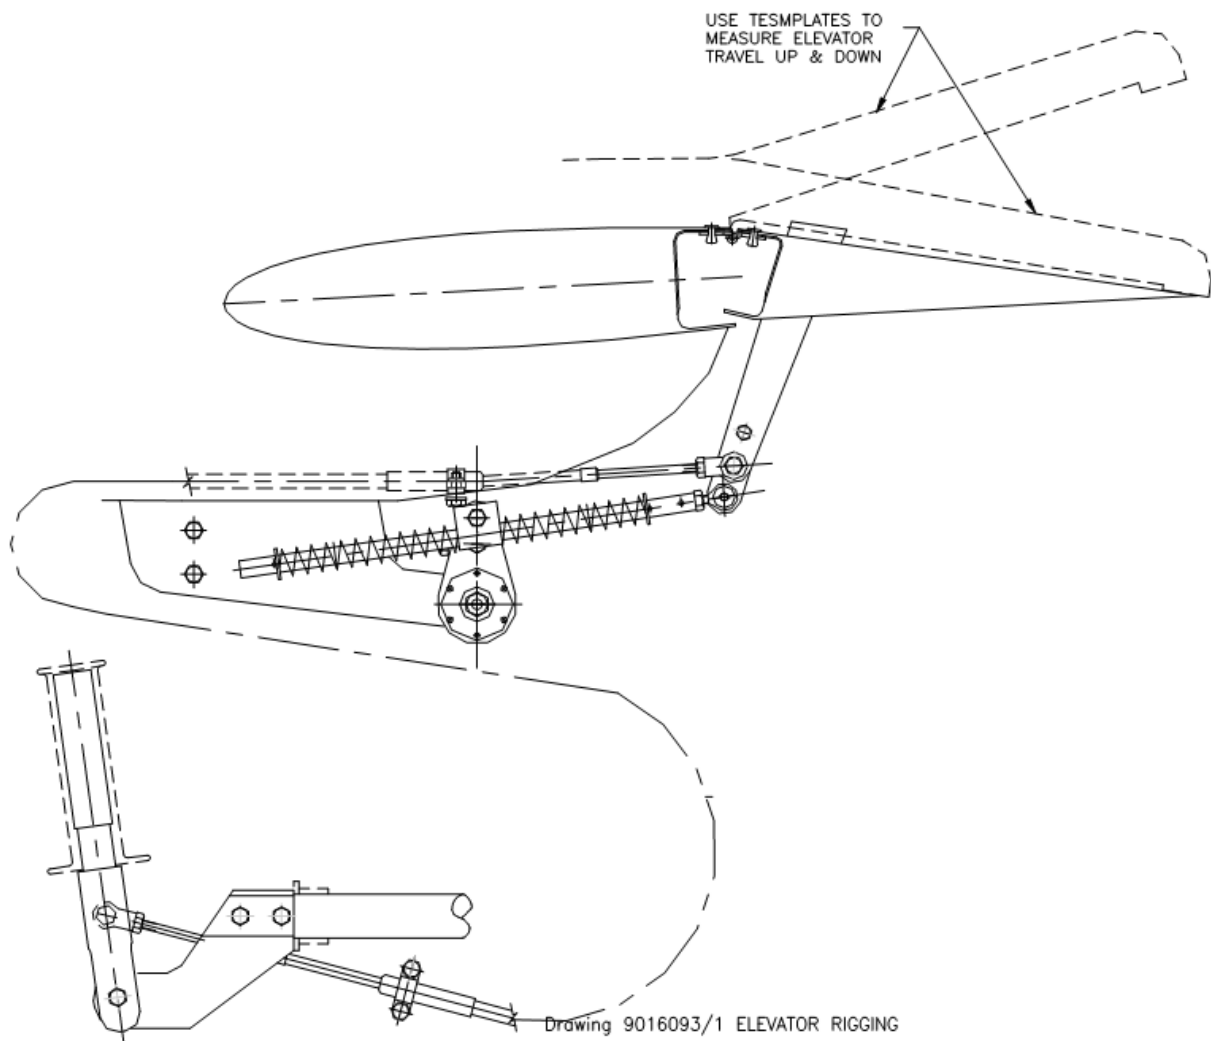 USE TESMPLATES TO
MEASURE ELEVATOR
TRAVEL UP & DOWN
Drawing 9016093/1 ELEVATOR RIGGING